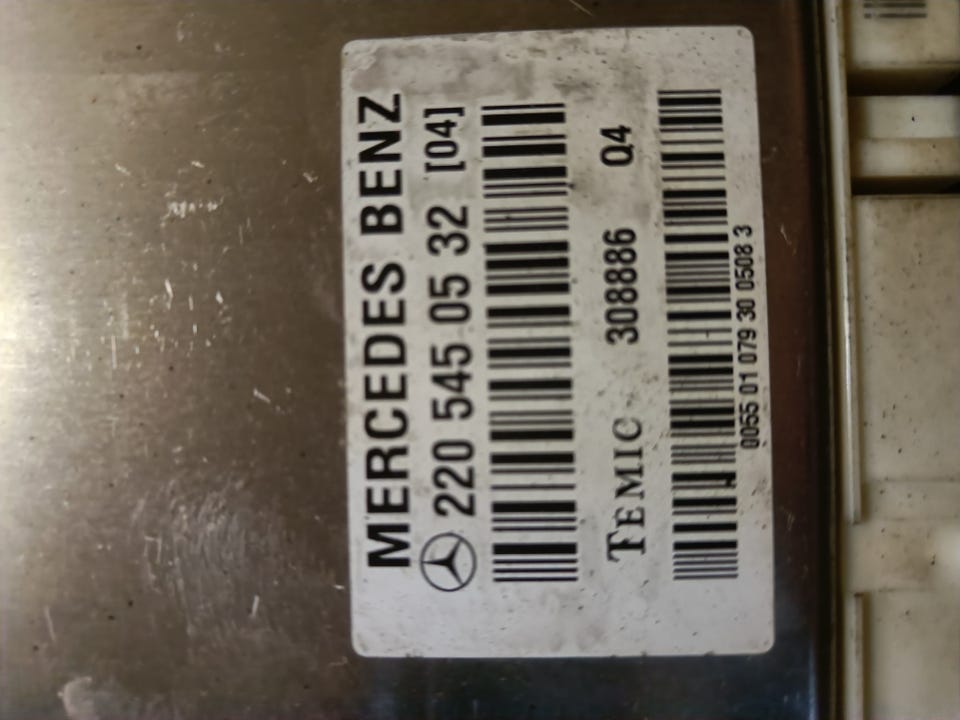 MERCEDES BENZ
220 545 05 32 [04]
TEMIC 308886 Q4
0055 01 079 30 0508 3